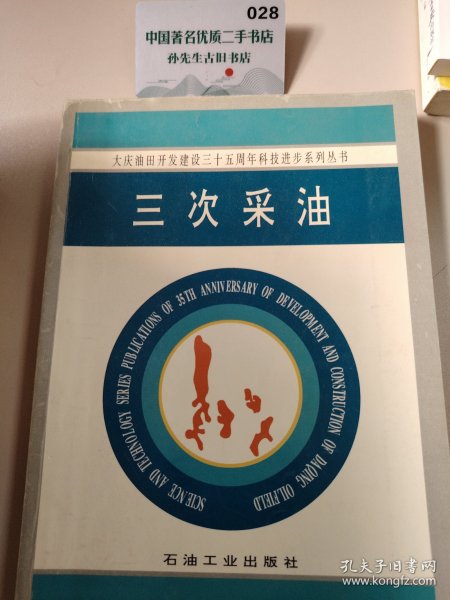 028
中国著名优质二手书店
孙先生古旧书店
大庆油田开发建设三十五周年科技进步系列丛书
三次采油
SCIENCE AND TECHNOLOGY SERIES PUBLICATIONS OF 35TH ANNIVERSARY OF DEVELOPMENT AND CONSTRUCTION OF DAQING OILFIELD
石油工业出版社
孔夫子旧书网
www.kongfz.com